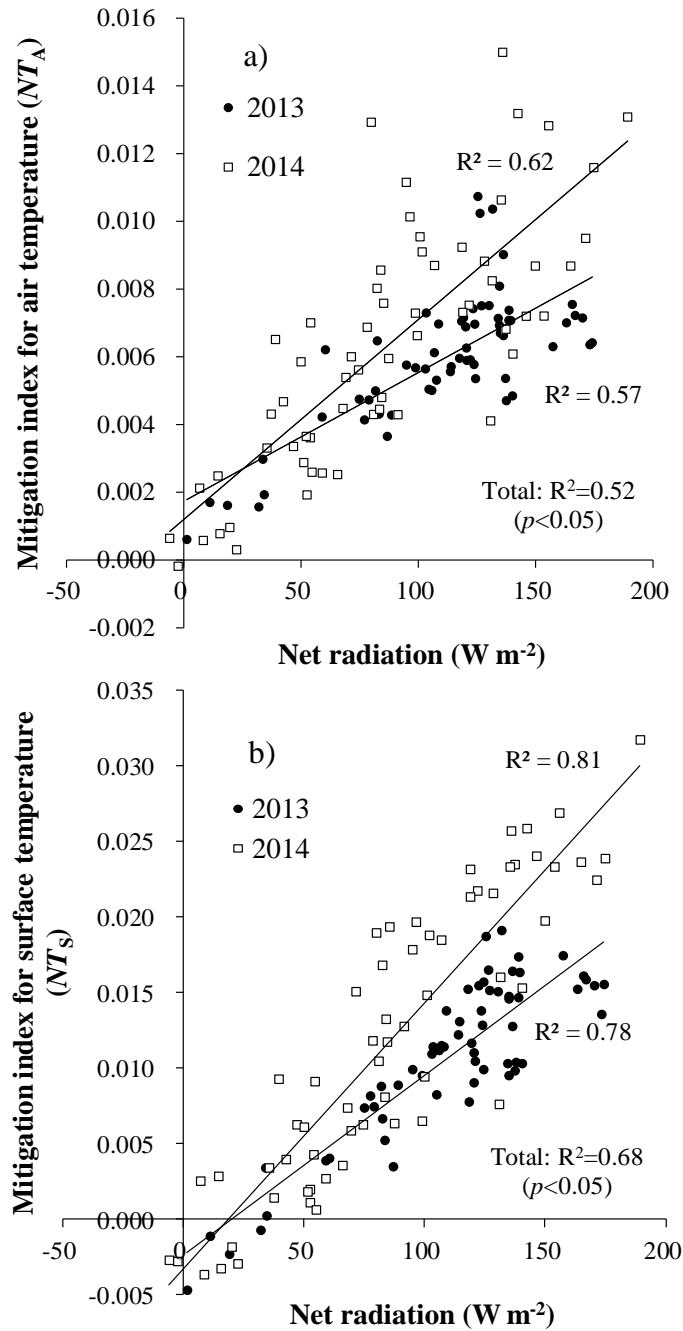 Mitigation index for air temperature (NT_A)
0.016
0.014
0.012
0.010
0.008
0.006
0.004
0.002
0.000
-0.002
a)
2013
2014
R² = 0.62
R² = 0.57
Total: R²=0.52
(p<0.05)
-50
0
50
100
150
200
Net radiation (W m⁻²)
Mitigation index for surface temperature
(NT_S)
0.035
0.030
0.025
0.020
0.015
0.010
0.005
0.000
-0.005
b)
2013
2014
R² = 0.81
R² = 0.78
Total: R²=0.68
(p<0.05)
-50
0
50
100
150
200
Net radiation (W m⁻²)